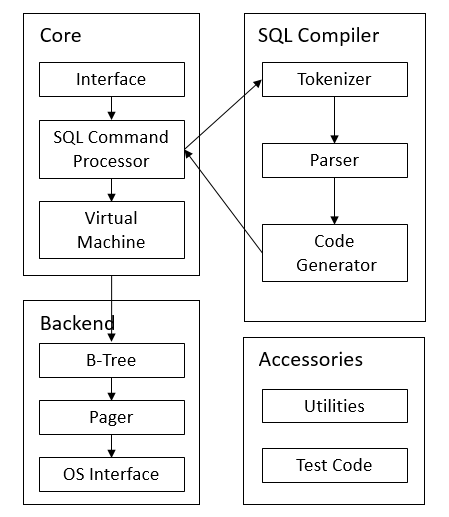 Core
Interface
SQL Command
Processor
Virtual
Machine
SQL Compiler
Tokenizer
Parser
Code
Generator
Backend
B-Tree
Pager
OS Interface
Accessories
Utilities
Test Code